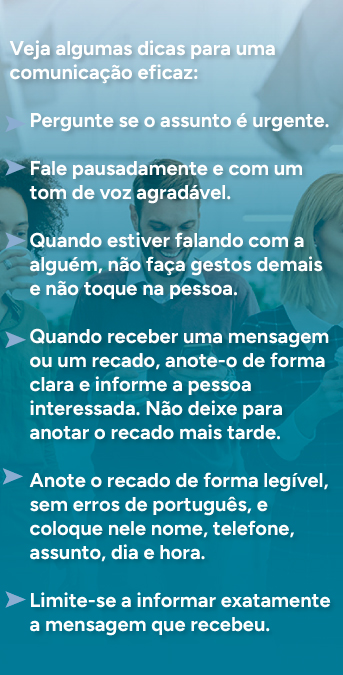 Veja algumas dicas para uma
comunicação eficaz:
Pergunte se o assunto é urgente.
Fale pausadamente e com um
tom de voz agradável.
Quando estiver falando com a
alguém, não faça gestos demais
e não toque na pessoa.
Quando receber uma mensagem
ou um recado, anote-o de forma
clara e informe a pessoa
interessada. Não deixe para
anotar o recado mais tarde.
Anote o recado de forma legível,
sem erros de português, e
coloque nele nome, telefone,
assunto, dia e hora.
Limite-se a informar exatamente
a mensagem que recebeu.